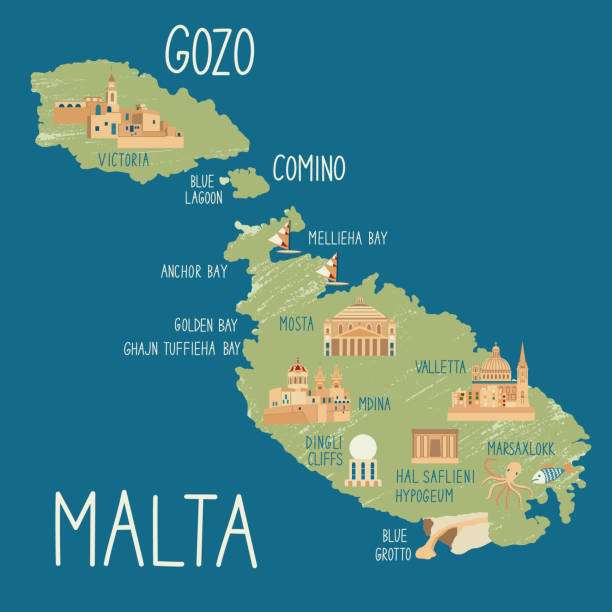 GOZO
VICTORIA
COMINO
BLUE
LAGOON
MELLIEHA BAY
ANCHOR BAY
GOLDEN BAY
GHAJN TUFFIEHA BAY
MOSTA
VALLETTA
MDINA
DINGLI
CLIFFS
HAL SAFLIENI
HYPOGEUM
MARSAXLOKK
BLUE
GROTTO
MALTA